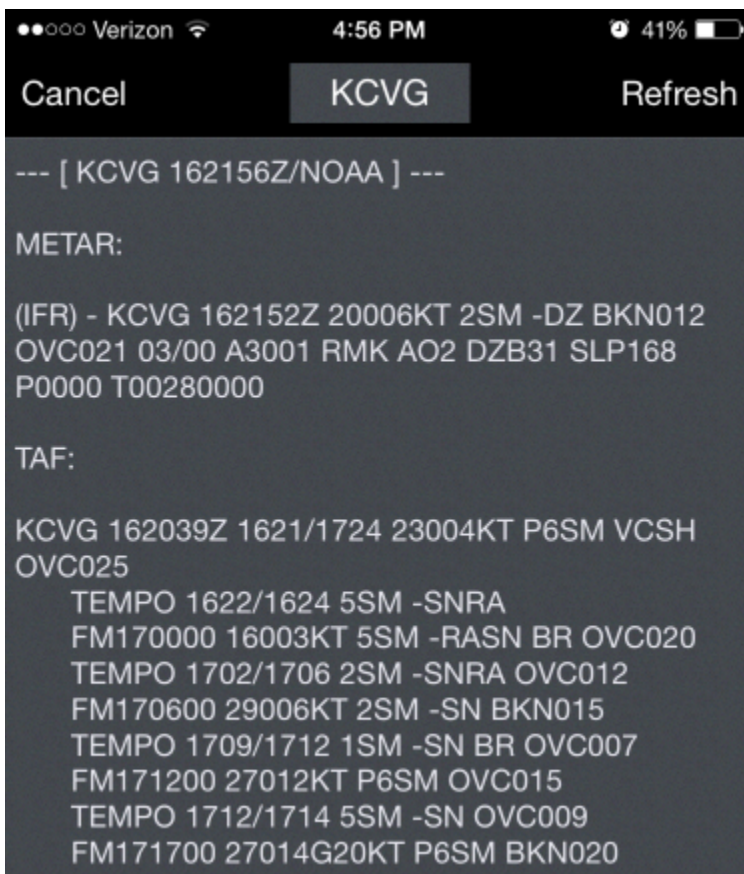 Verizon 4:56 PM 41%
Cancel KCVG Refresh
--- [ KCVG 162156Z/NOAA ] ---
METAR:
(IFR) - KCVG 162152Z 20006KT 2SM -DZ BKN012
OVC021 03/00 A3001 RMK AO2 DZB31 SLP168
P0000 T00280000
TAF:
KCVG 162039Z 1621/1724 23004KT P6SM VCSH
OVC025
TEMPO 1622/1624 5SM -SNRA
FM170000 16003KT 5SM -RASN BR OVC020
TEMPO 1702/1706 2SM -SNRA OVC012
FM170600 29006KT 2SM -SN BKN015
TEMPO 1709/1712 1SM -SN BR OVC007
FM171200 27012KT P6SM OVC015
TEMPO 1712/1714 5SM -SN OVC009
FM171700 27014G20KT P6SM BKN020